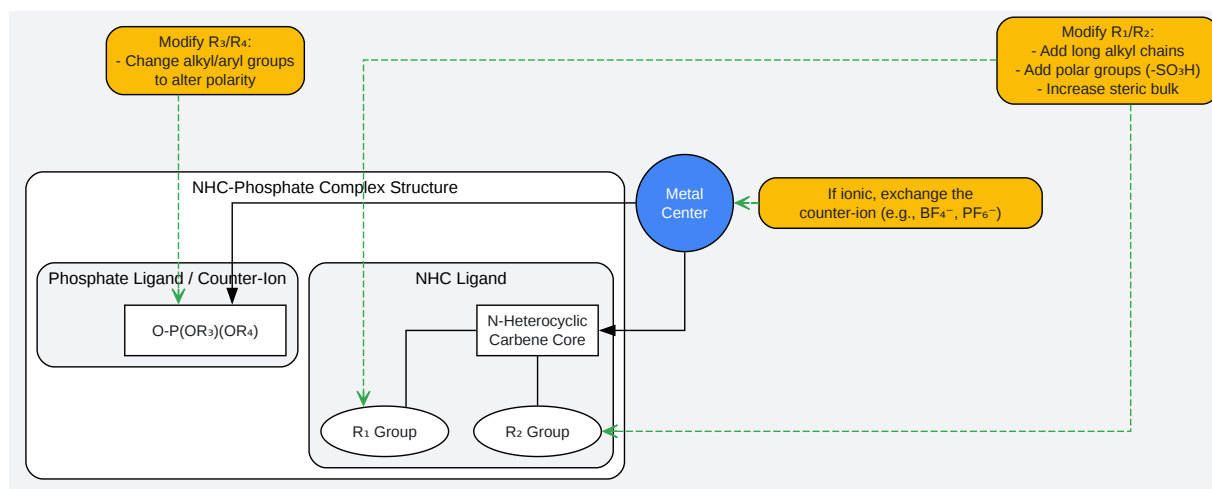 Modify R₃/R₄:
- Change alkyl/aryl groups
to alter polarity
Modify R₁/R₂:
- Add long alkyl chains
- Add polar groups (-SO₃H)
- Increase steric bulk
NHC-Phosphate Complex Structure
Metal
Center
If ionic, exchange the
counter-ion (e.g., BF₄⁻, PF₆⁻)
Phosphate Ligand / Counter-Ion
O-P(OR₃)(OR₄)
NHC Ligand
N-Heterocyclic
Carbene Core
R₁ Group
R₂ Group